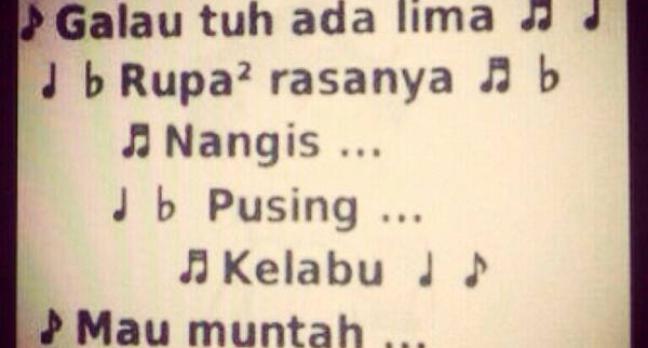 ♪ Galau tuh ada lima ♫ ♩
♩ ♭ Rupa² rasanya ♫ ♭
♫ Nangis ...
♩ ♭ Pusing ...
♫ Kelabu ♩ ♪
♪ Mau muntah ...